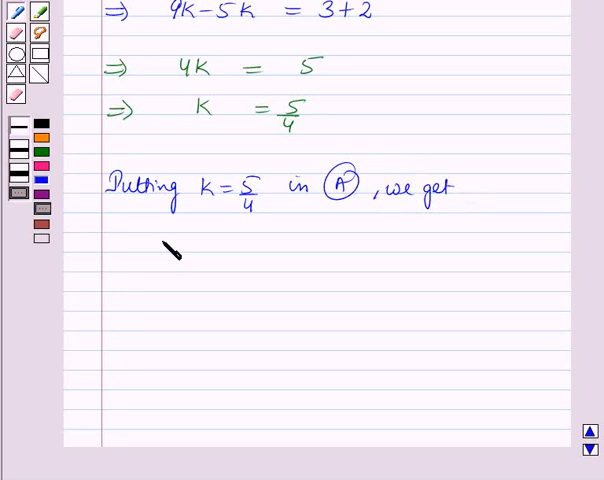 ⇒ 9K-5K = 3+2
⇒ 4K = 5
⇒ K = 5/4
Putting K = 5/4 in (A), we get